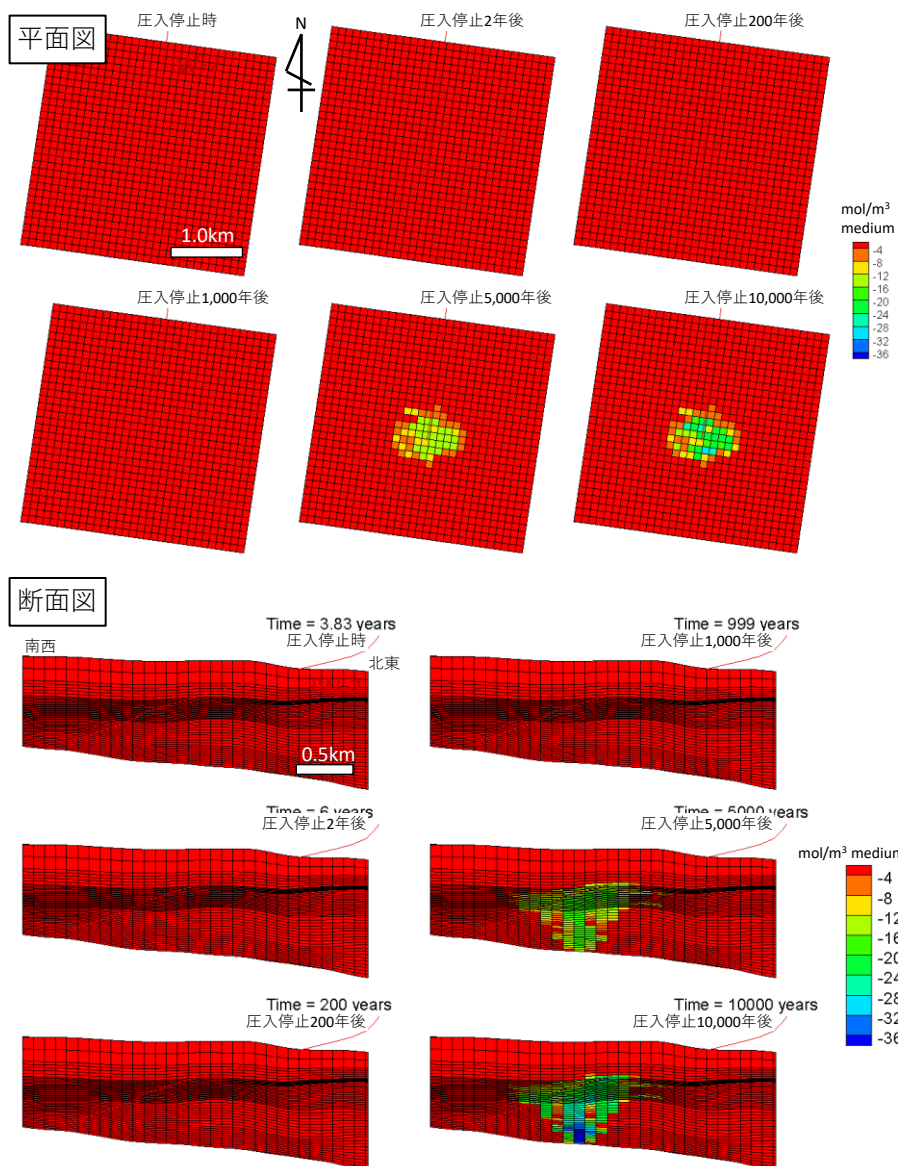 平面図
圧入停止時
N
圧入停止2年後
圧入停止200年後
1.0km
mol/m³
medium
-4
-8
-12
-16
-20
-24
-28
-32
-36
圧入停止1,000年後
圧入停止5,000年後
圧入停止10,000年後
断面図
Time = 3.83 years
圧入停止時
南西
北東
0.5km
Time = 999 years
圧入停止1,000年後
Time = 6 years
圧入停止2年後
Time = 5000 years
圧入停止5,000年後
mol/m³ medium
-4
-8
-12
-16
-20
-24
-28
-32
-36
Time = 200 years
圧入停止200年後
Time = 10000 years
圧入停止10,000年後